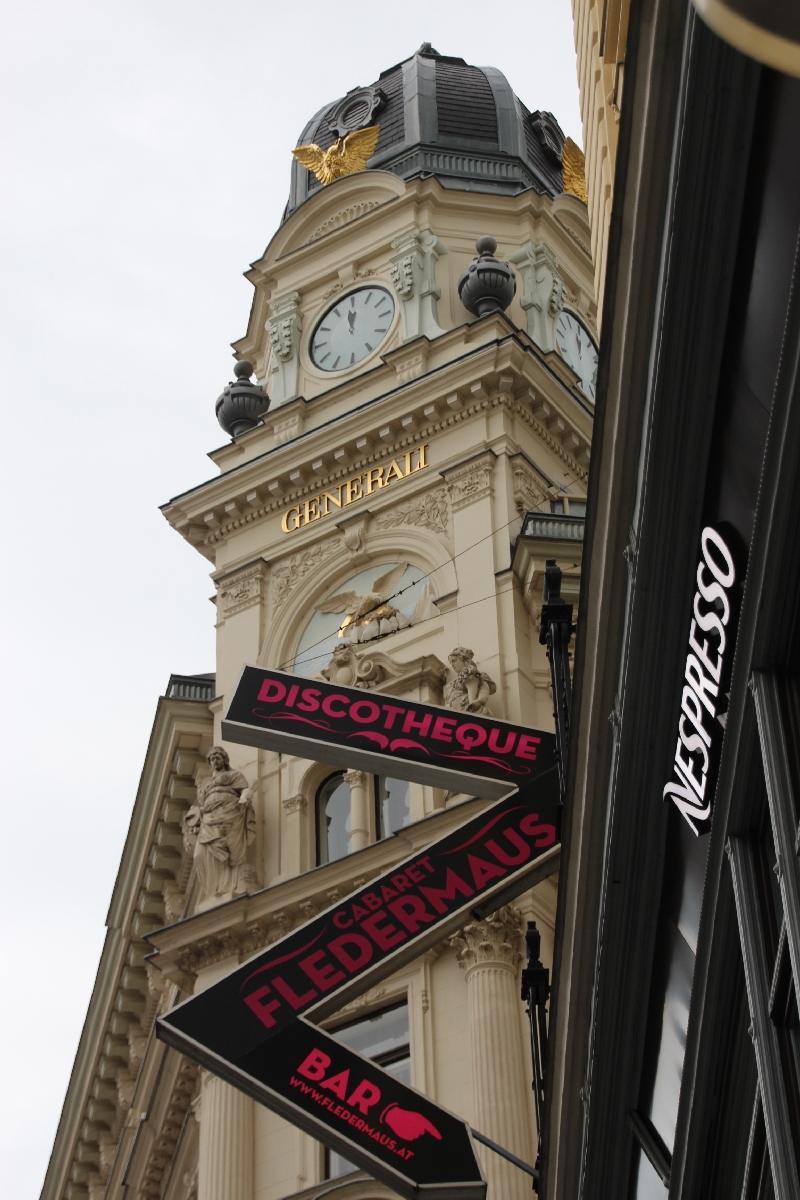 GENERALI
DISCOTHEQUE
CABARET
FLEDERMAUS
BAR
WWW.FLEDERMAUS.AT
NESPRESSO